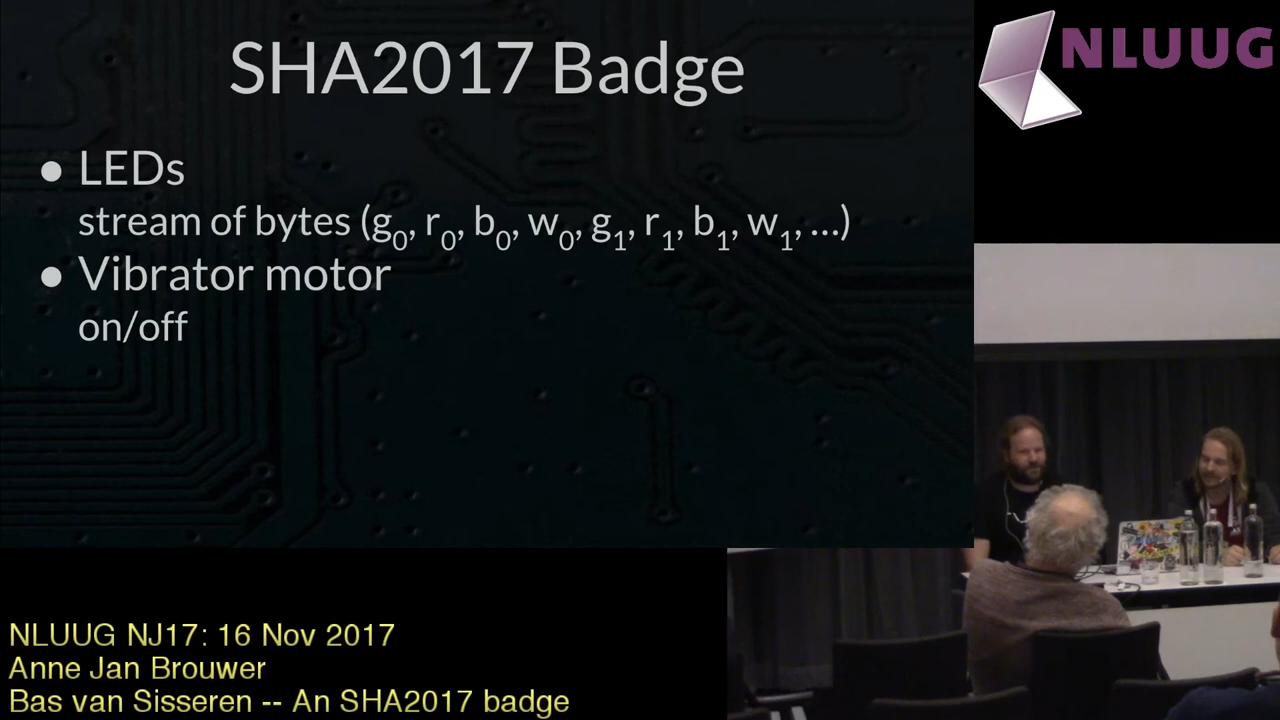 SHA2017 Badge
● LEDs
stream of bytes (g₀, r₀, b₀, w₀, g₁, r₁, b₁, w₁, ...)
● Vibrator motor
on/off
NLUUG
NLUUG NJ17: 16 Nov 2017
Anne Jan Brouwer
Bas van Sisseren -- An SHA2017 badge